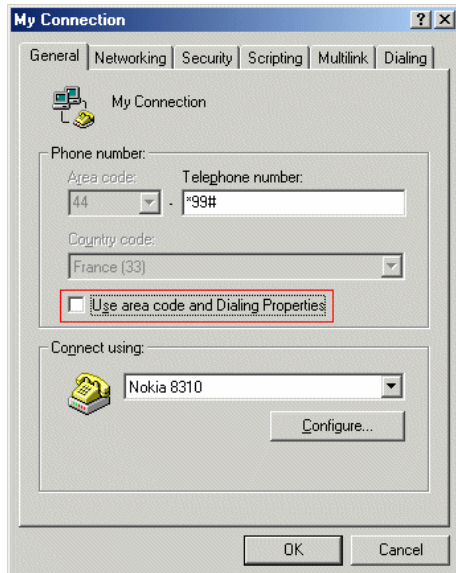 My Connection
General Networking Security Scripting Multilink Dialing
My Connection
Phone number:
Area code: Telephone number:
44 - *99#
Country code:
France (33)
Use area code and Dialing Properties
Connect using:
Nokia 8310
Configure...
OK Cancel